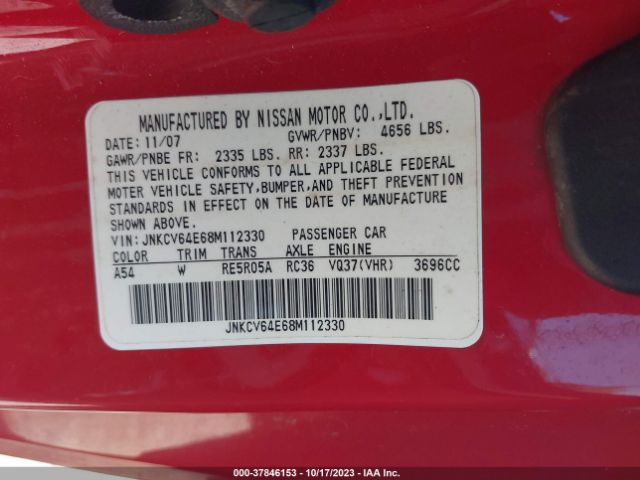 MANUFACTURED BY NISSAN MOTOR CO.,LTD.
DATE: 11/07 GVWR/PNBV: 4656 LBS.
GAWR/PNBE FR: 2335 LBS. RR: 2337 LBS.
THIS VEHICLE CONFORMS TO ALL APPLICABLE FEDERAL
MOTER VEHICLE SAFETY,BUMPER,AND THEFT PREVENTION
STANDARDS IN EFFECT ON THE DATE OF MANUFACTURE
SHOWN ABOVE.
VIN: JNKCV64E68M112330 PASSENGER CAR
COLOR TRIM TRANS AXLE ENGINE
A54 W RE5R05A RC36 VQ37(VHR) 3696CC
JNKCV64E68M112330
000-37846153 - 10/17/2023 - Copyright IAA, Inc.